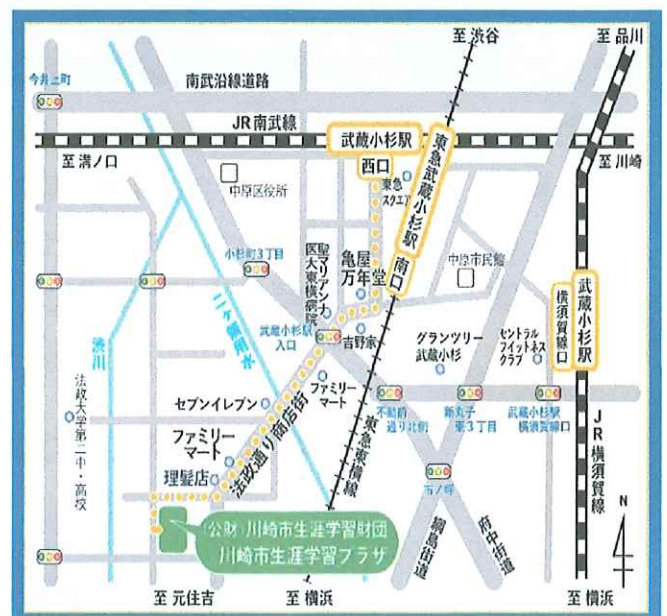 至 渋谷
至 品川
今井上町
南武沿線道路
JR南武線
武蔵小杉駅
西口
至 溝ノ口
至 川崎
東急
スクエア
東急武蔵小杉駅
南口
中原区役所
小杉町3丁目
聖マリアンナ
医大東横病院
亀屋
万年
堂
中原市民館
武蔵小杉駅
横須賀線口
二ヶ領用水
渋川
武蔵小杉駅
入口
吉野家
グランツリー
武蔵小杉
セントラル
フィットネス
クラブ
ファミリー
マート
セブンイレブン
法政通り商店街
東急東横線
不動前
通り北側
新丸子
東3丁目
武蔵小杉駅
横須賀線口
法政大学第二中・高校
ファミリー
マート
理髪店
市ノ坪
JR横須賀線
N
公財 川崎市生涯学習財団
川崎市生涯学習プラザ
綱島街道
府中街道
至 元住吉
至 横浜
至 横浜